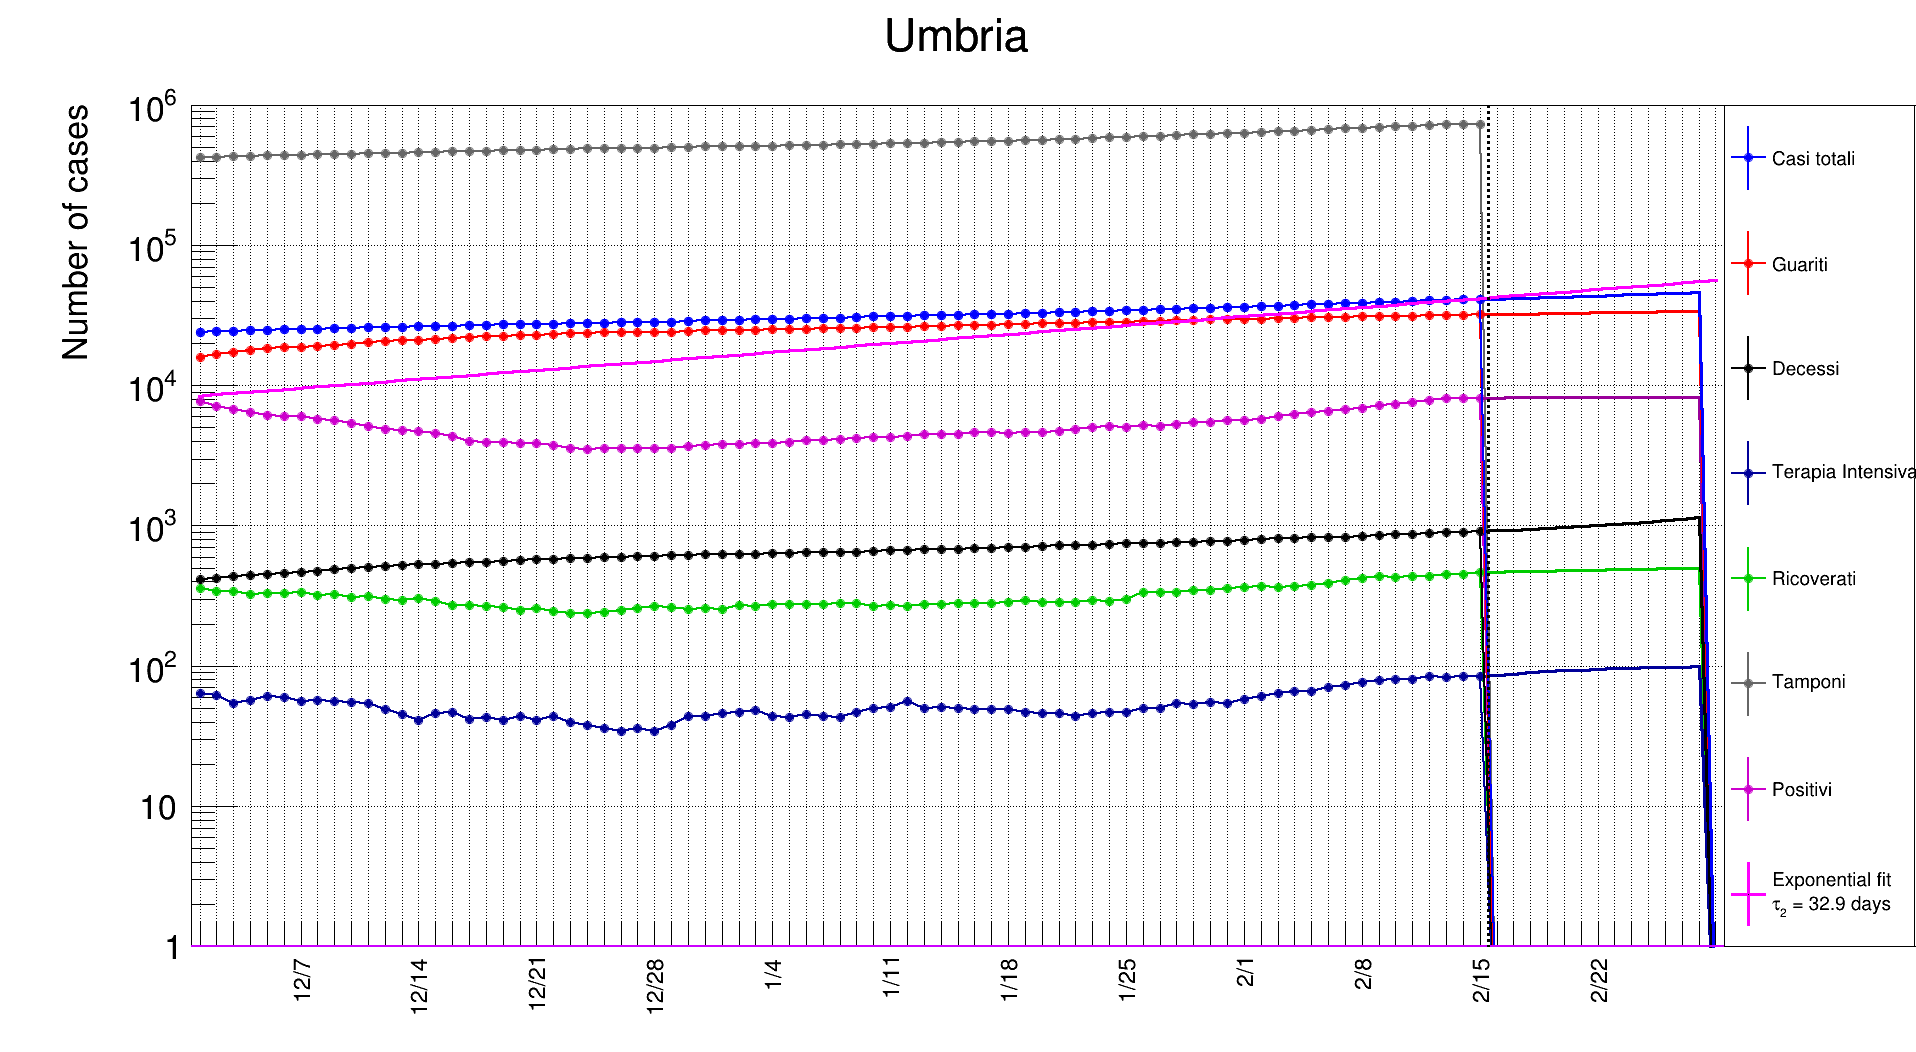 Umbria
Number of cases
10^6
10^5
10^4
10^3
10^2
10
1
12/7
12/14
12/21
12/28
1/4
1/11
1/18
1/25
2/1
2/8
2/15
2/22
Casi totali
Guariti
Decessi
Terapia Intensiva
Ricoverati
Tamponi
Positivi
Exponential fit
τ_2 = 32.9 days